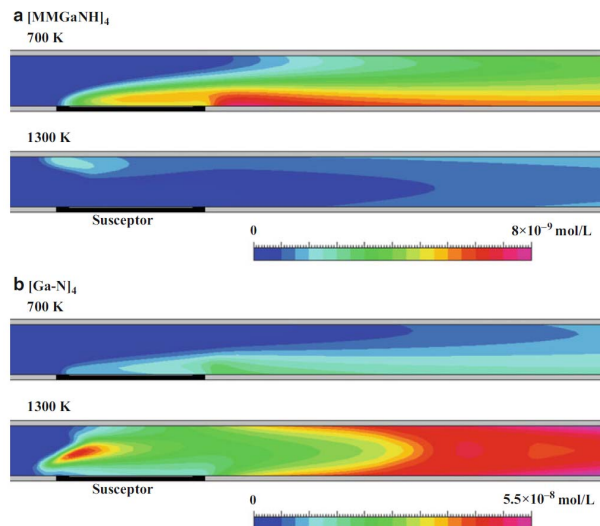 a [MMGaNH]₄
700 K
1300 K
Susceptor
0 8×10⁻⁹ mol/L
b [Ga-N]₄
700 K
1300 K
Susceptor
0 5.5×10⁻⁸ mol/L